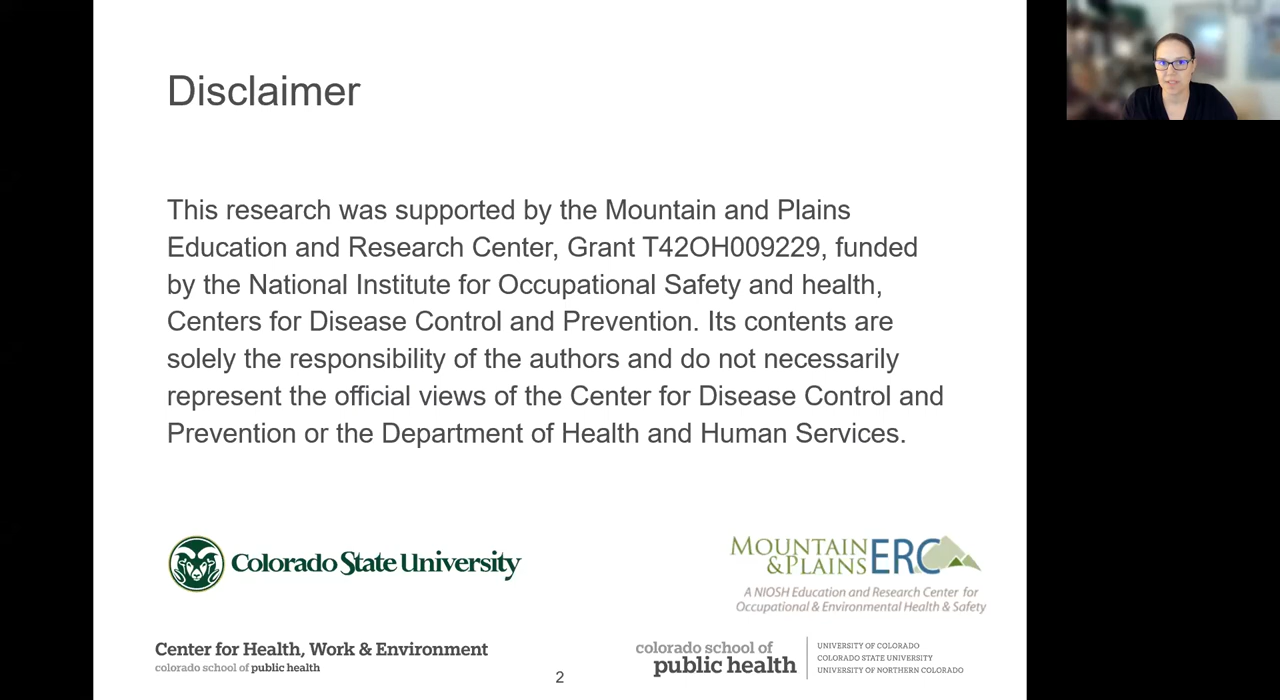 Disclaimer
This research was supported by the Mountain and Plains
Education and Research Center, Grant T42OH009229, funded
by the National Institute for Occupational Safety and health,
Centers for Disease Control and Prevention. Its contents are
solely the responsibility of the authors and do not necessarily
represent the official views of the Center for Disease Control and
Prevention or the Department of Health and Human Services.
Colorado State University
MOUNTAIN
&PLAINS ERC
A NIOSH Education and Research Center for
Occupational & Environmental Health & Safety
Center for Health, Work & Environment
colorado school of public health
2
colorado school of
public health
UNIVERSITY OF COLORADO
COLORADO STATE UNIVERSITY
UNIVERSITY OF NORTHERN COLORADO